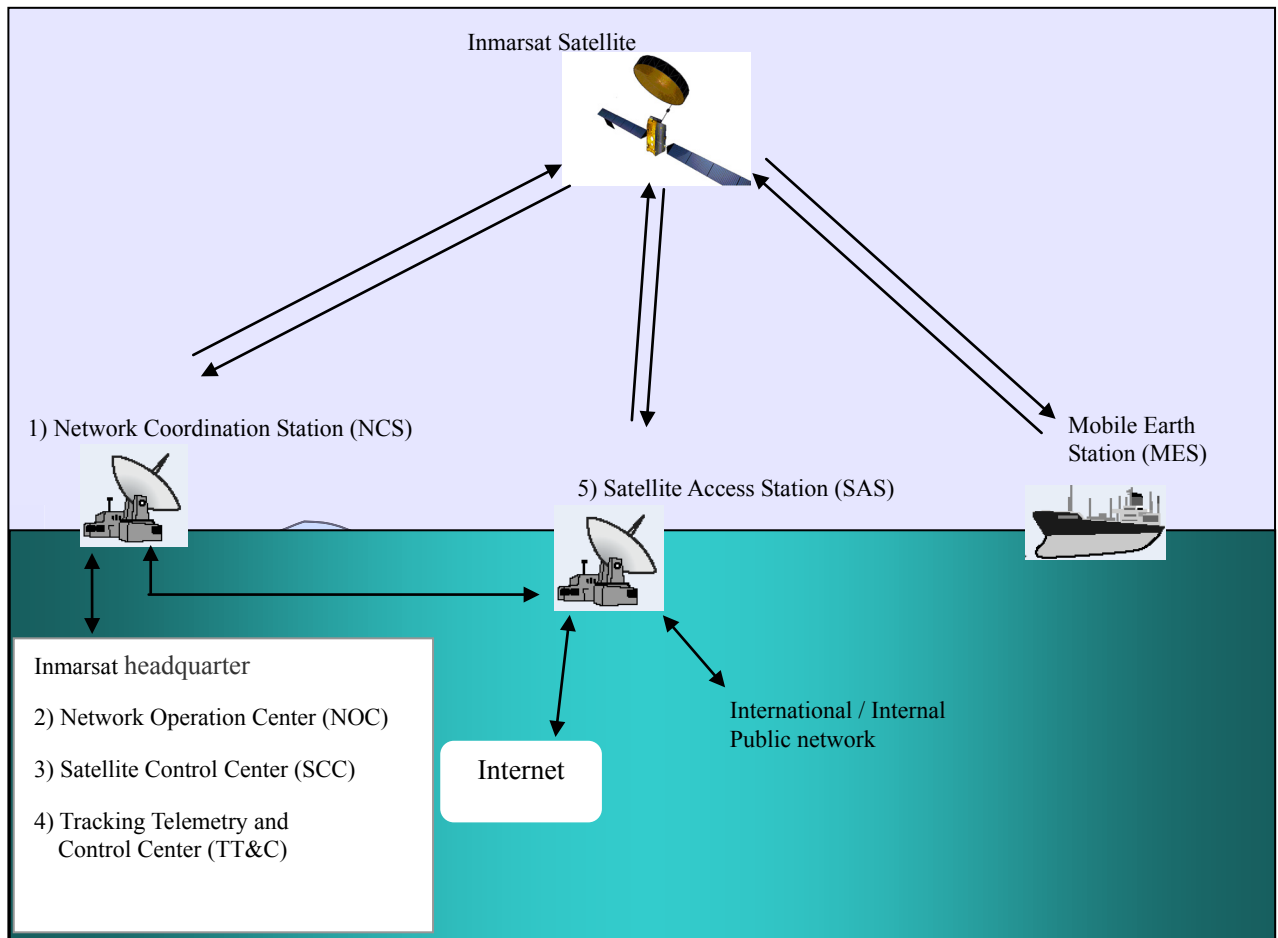 Inmarsat Satellite
1) Network Coordination Station (NCS)
Mobile Earth
Station (MES)
5) Satellite Access Station (SAS)
Inmarsat headquarter
2) Network Operation Center (NOC)
3) Satellite Control Center (SCC)
4) Tracking Telemetry and
Control Center (TT&C)
Internet
International / Internal
Public network